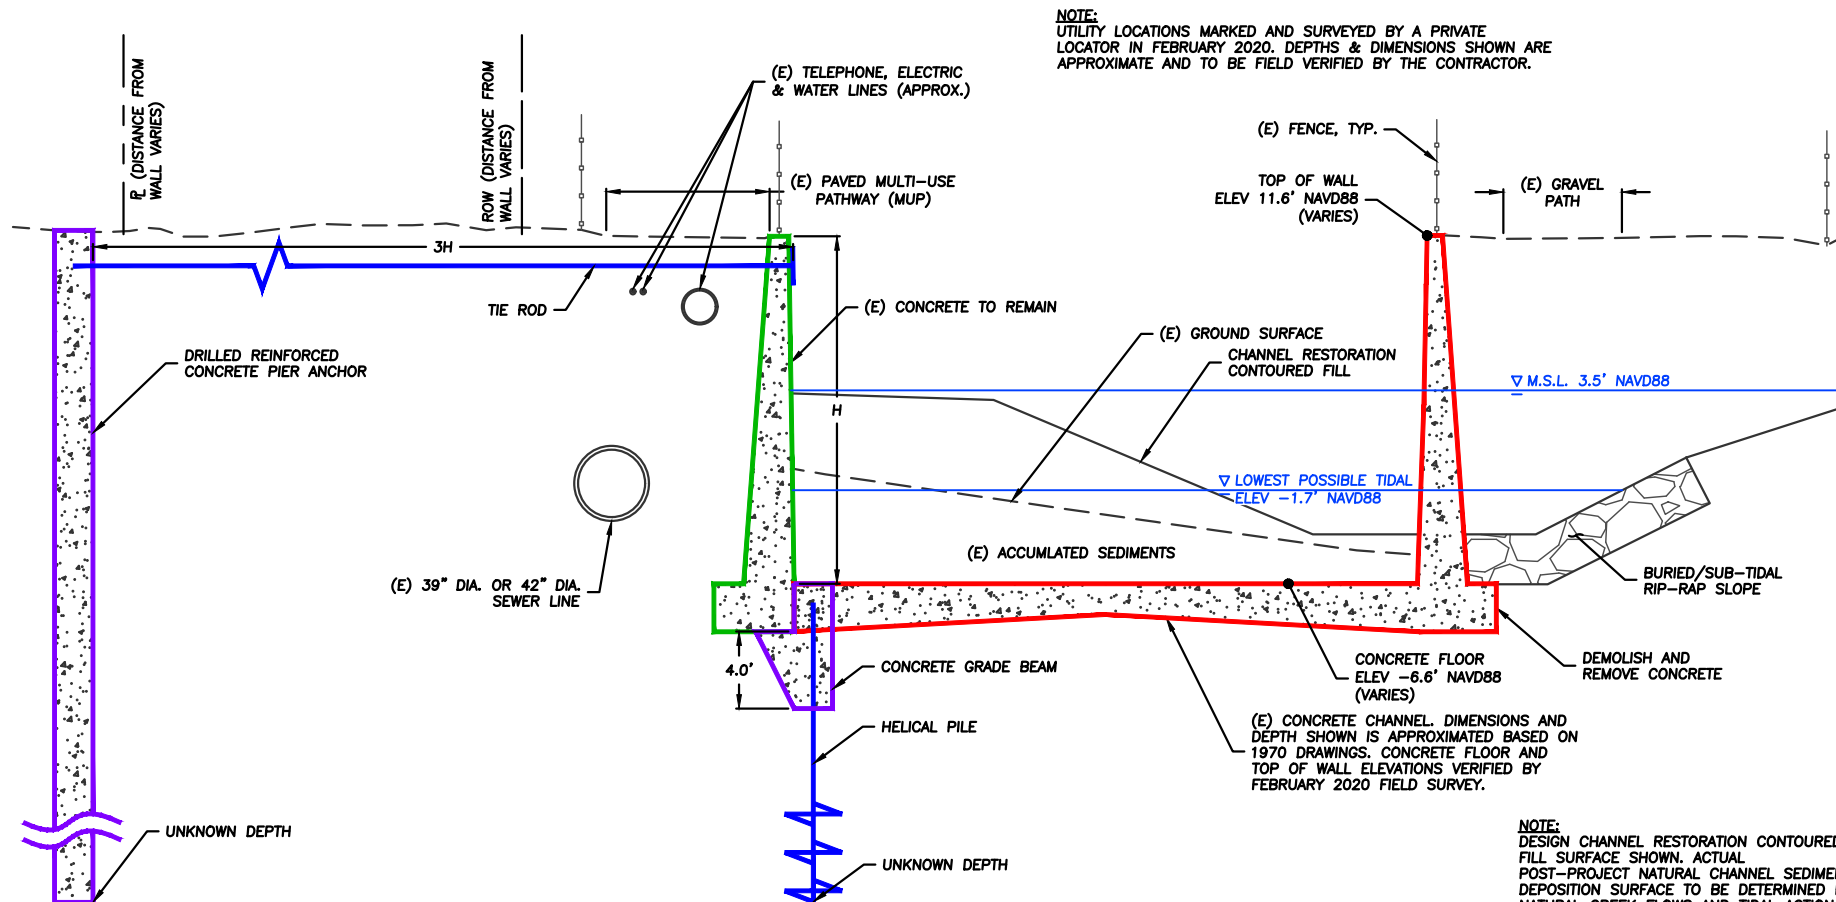 NOTE:
UTILITY LOCATIONS MARKED AND SURVEYED BY A PRIVATE
LOCATOR IN FEBRUARY 2020. DEPTHS & DIMENSIONS SHOWN ARE
APPROXIMATE AND TO BE FIELD VERIFIED BY THE CONTRACTOR.
PL (DISTANCE FROM
WALL VARIES)
ROW (DISTANCE FROM
WALL VARIES)
(E) TELEPHONE, ELECTRIC
& WATER LINES (APPROX.)
(E) PAVED MULTI-USE
PATHWAY (MUP)
(E) FENCE, TYP.
TOP OF WALL
ELEV 11.6' NAVD88
(VARIES)
(E) GRAVEL
PATH
3H
TIE ROD
(E) CONCRETE TO REMAIN
(E) GROUND SURFACE
CHANNEL RESTORATION
CONTOURED FILL
DRILLED REINFORCED
CONCRETE PIER ANCHOR
M.S.L. 3.5' NAVD88
H
LOWEST POSSIBLE TIDAL
ELEV -1.7' NAVD88
(E) ACCUMLATED SEDIMENTS
(E) 39" DIA. OR 42" DIA.
SEWER LINE
BURIED/SUB-TIDAL
RIP-RAP SLOPE
4.0'
CONCRETE GRADE BEAM
CONCRETE FLOOR
ELEV -6.6' NAVD88
(VARIES)
DEMOLISH AND
REMOVE CONCRETE
HELICAL PILE
(E) CONCRETE CHANNEL. DIMENSIONS AND
DEPTH SHOWN IS APPROXIMATED BASED ON
1970 DRAWINGS. CONCRETE FLOOR AND
TOP OF WALL ELEVATIONS VERIFIED BY
FEBRUARY 2020 FIELD SURVEY.
UNKNOWN DEPTH
UNKNOWN DEPTH
NOTE:
DESIGN CHANNEL RESTORATION CONTOURED
FILL SURFACE SHOWN. ACTUAL
POST-PROJECT NATURAL CHANNEL
DEPOSITION SURFACE TO BE DETERMINED
NATURAL CREEK FLOWS AND TIDAL ACTION